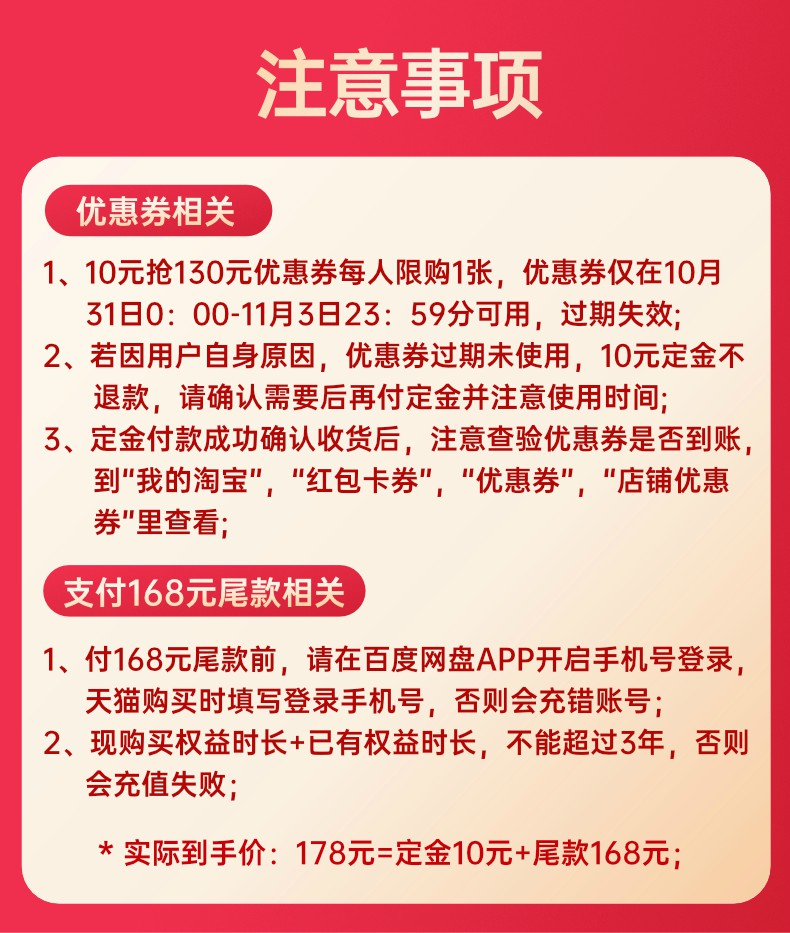 注意事项
优惠券相关
1、10元抢130元优惠券每人限购1张，优惠券仅在10月
31日0：00-11月3日23：59分可用，过期失效;
2、若因用户自身原因，优惠券过期未使用，10元定金不
退款，请确认需要后再付定金并注意使用时间;
3、定金付款成功确认收货后，注意查验优惠券是否到账，
到“我的淘宝”，“红包卡券”，“优惠券”，“店铺优惠
券”里查看;
支付168元尾款相关
1、付168元尾款前，请在百度网盘APP开启手机号登录，
天猫购买时填写登录手机号，否则会充错账号;
2、现购买权益时长+已有权益时长，不能超过3年，否则
会充值失败;
* 实际到手价：178元=定金10元+尾款168元;